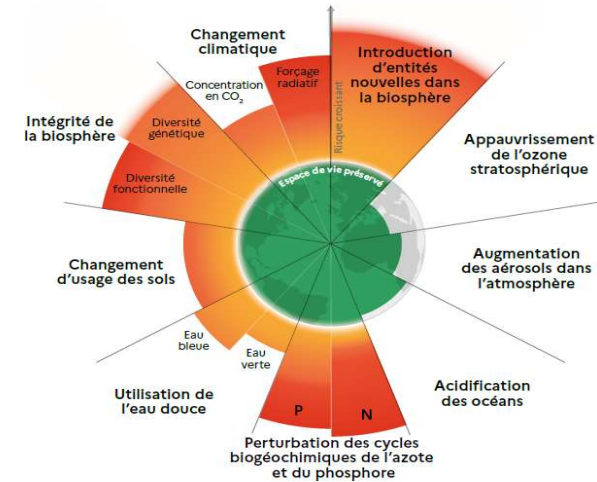 Changement
climatique
Forçage
radiatif
Concentration
en CO₂
Risque croissant
Introduction
d'entités
nouvelles dans
la biosphère
Appauvrissement
de l'ozone
stratosphérique
Augmentation
des aérosols dans
l'atmosphère
Acidification
des océans
Perturbation des cycles
biogéochimiques de l'azote
et du phosphore
P
N
Utilisation de
l'eau douce
Eau
verte
Eau
bleue
Changement
d'usage des sols
Intégrité de
la biosphère
Diversité
génétique
Diversité
fonctionnelle
Espace de vie préservé